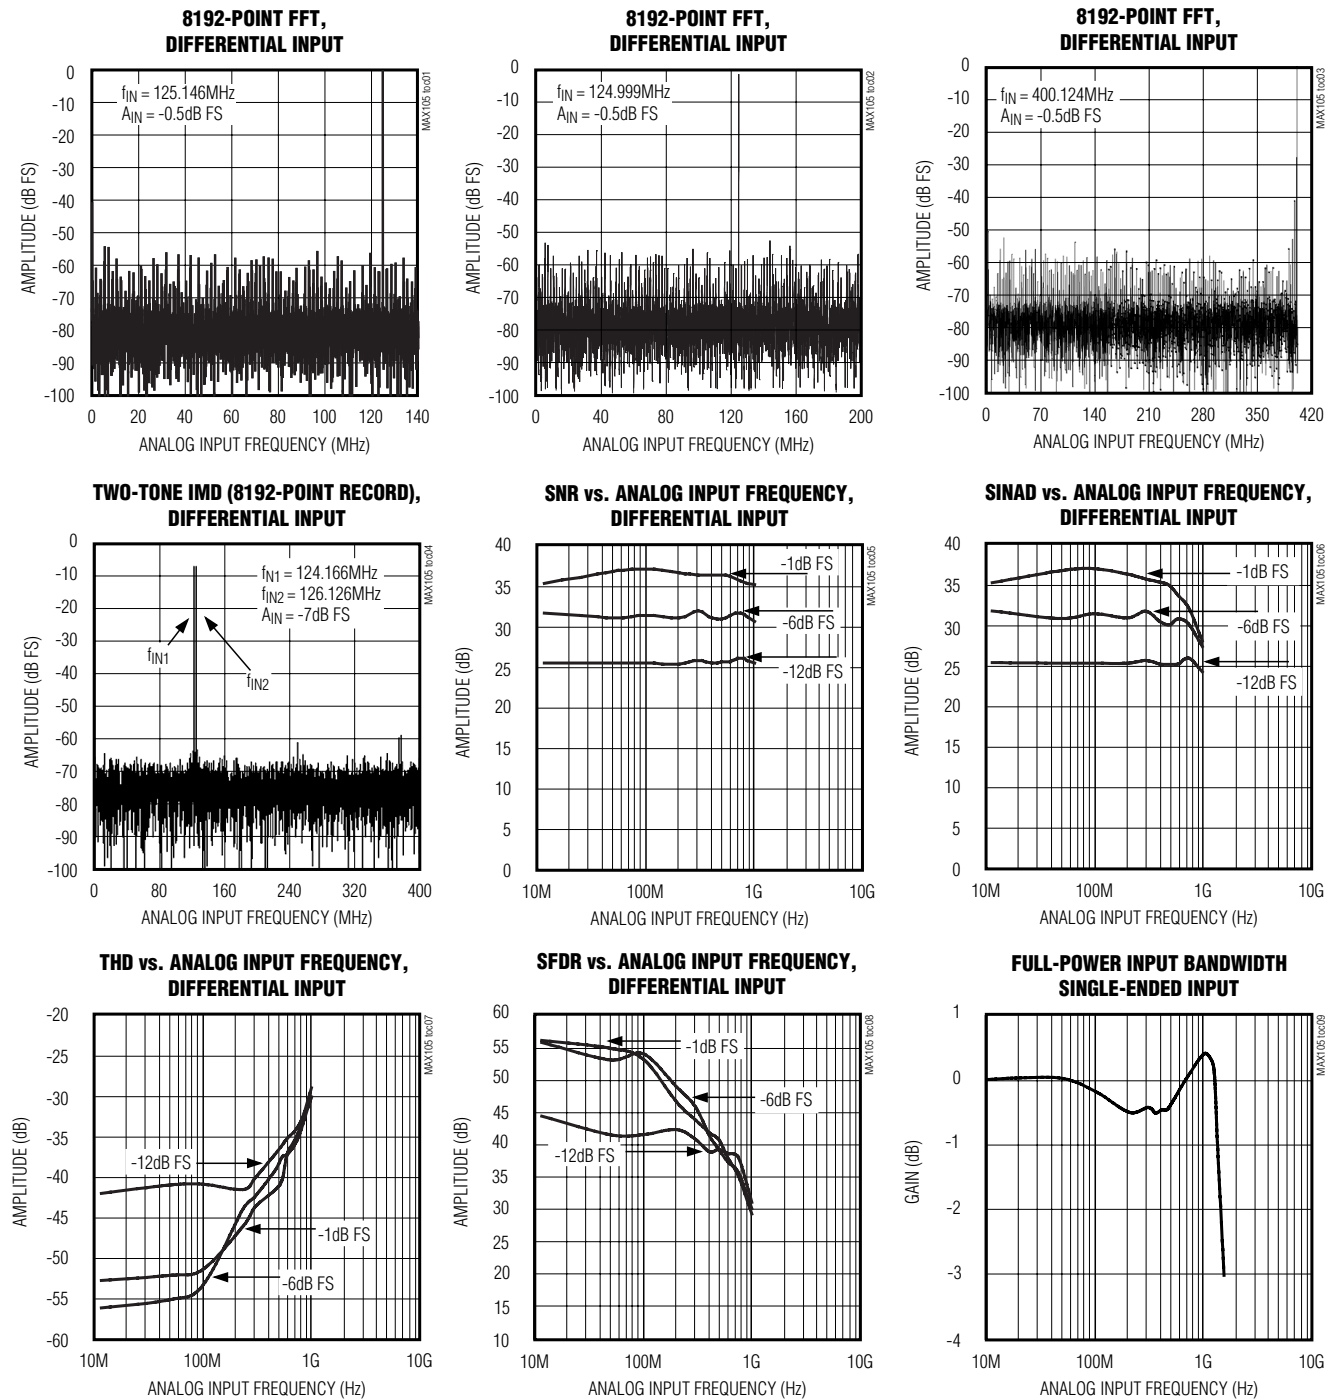 8192-POINT FFT,
DIFFERENTIAL INPUT
fIN = 125.146MHz
AIN = -0.5dB FS
MAX105 toc01
AMPLITUDE (dB FS)
0
-10
-20
-30
-40
-50
-60
-70
-80
-90
-100
0 20 40 60 80 100 120 140
ANALOG INPUT FREQUENCY (MHz)
8192-POINT FFT,
DIFFERENTIAL INPUT
fIN = 124.999MHz
AIN = -0.5dB FS
MAX105 toc02
AMPLITUDE (dB FS)
0
-10
-20
-30
-40
-50
-60
-70
-80
-90
-100
0 40 80 120 160 200
ANALOG INPUT FREQUENCY (MHz)
8192-POINT FFT,
DIFFERENTIAL INPUT
fIN = 400.124MHz
AIN = -0.5dB FS
MAX105 toc03
AMPLITUDE (dB FS)
0
-10
-20
-30
-40
-50
-60
-70
-80
-90
-100
0 70 140 210 280 350 420
ANALOG INPUT FREQUENCY (MHz)
TWO-TONE IMD (8192-POINT RECORD),
DIFFERENTIAL INPUT
fN1 = 124.166MHz
fIN2 = 126.126MHz
AIN = -7dB FS
fIN1
fIN2
MAX105 toc04
AMPLITUDE (dB FS)
0
-10
-20
-30
-40
-50
-60
-70
-80
-90
-100
0 80 160 240 320 400
ANALOG INPUT FREQUENCY (MHz)
SNR vs. ANALOG INPUT FREQUENCY,
DIFFERENTIAL INPUT
-1dB FS
-6dB FS
-12dB FS
MAX105 toc05
AMPLITUDE (dB)
40
35
30
25
20
15
10
5
0
10M 100M 1G 10G
ANALOG INPUT FREQUENCY (Hz)
SINAD vs. ANALOG INPUT FREQUENCY,
DIFFERENTIAL INPUT
-1dB FS
-6dB FS
-12dB FS
MAX105 toc06
AMPLITUDE (dB)
40
35
30
25
20
15
10
5
0
10M 100M 1G 10G
ANALOG INPUT FREQUENCY (Hz)
THD vs. ANALOG INPUT FREQUENCY,
DIFFERENTIAL INPUT
-12dB FS
-1dB FS
-6dB FS
MAX105 toc07
AMPLITUDE (dB)
-20
-25
-30
-35
-40
-45
-50
-55
-60
10M 100M 1G 10G
ANALOG INPUT FREQUENCY (Hz)
SFDR vs. ANALOG INPUT FREQUENCY,
DIFFERENTIAL INPUT
-1dB FS
-6dB FS
-12dB FS
MAX105 toc08
AMPLITUDE (dB)
60
55
50
45
40
35
30
25
20
15
10
10M 100M 1G 10G
ANALOG INPUT FREQUENCY (Hz)
FULL-POWER INPUT BANDWIDTH
SINGLE-ENDED INPUT
MAX105 toc09
GAIN (dB)
1
0
-1
-2
-3
-4
10M 100M 1G 10G
ANALOG INPUT FREQUENCY (Hz)